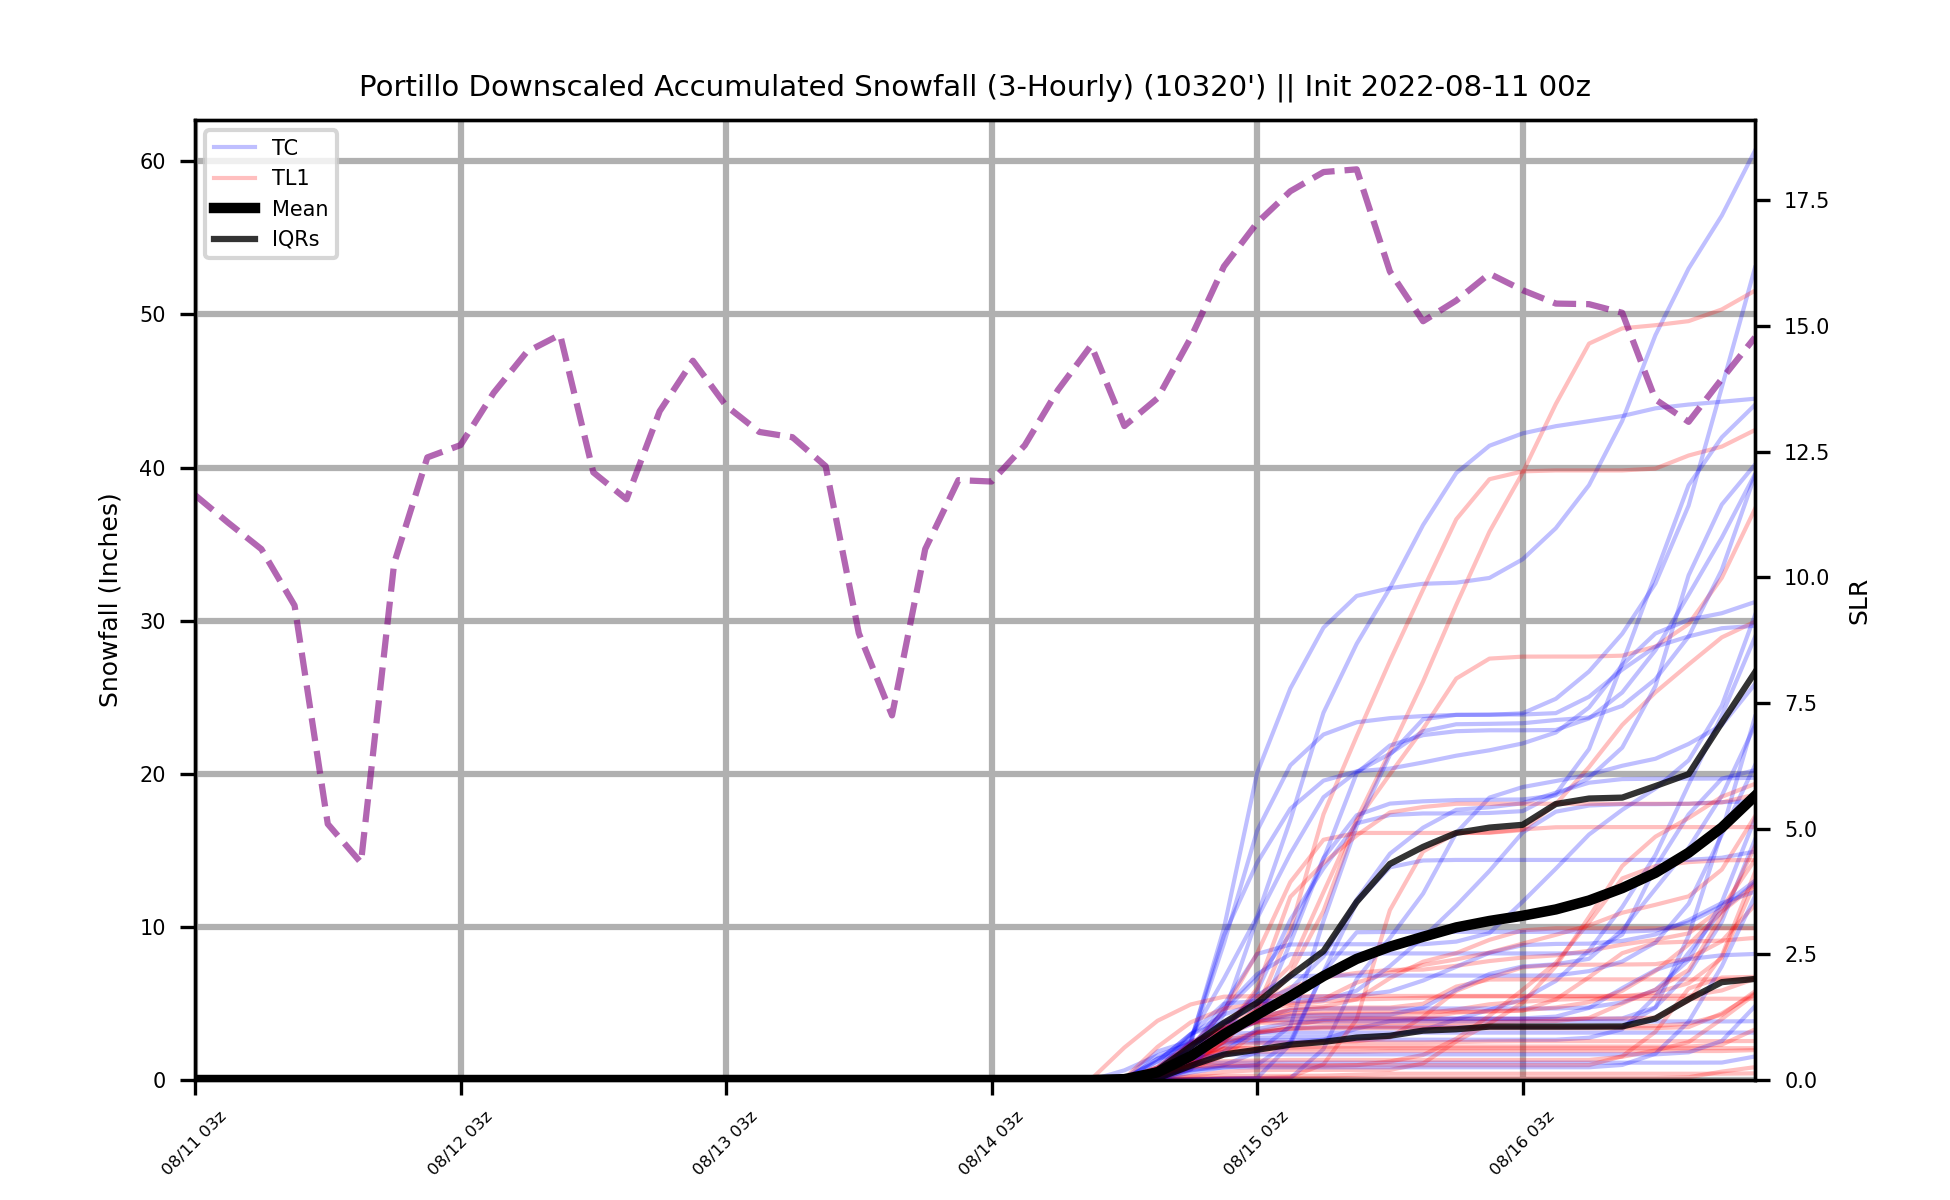 Portillo Downscaled Accumulated Snowfall (3-Hourly) (10320') || Init 2022-08-11 00z
TC
TL1
Mean
IQRs
Snowfall (Inches)
60
50
40
30
20
10
0
17.5
15.0
12.5
10.0
7.5
5.0
2.5
0.0
SLR
08/11 03z
08/12 03z
08/13 03z
08/14 03z
08/15 03z
08/16 03z